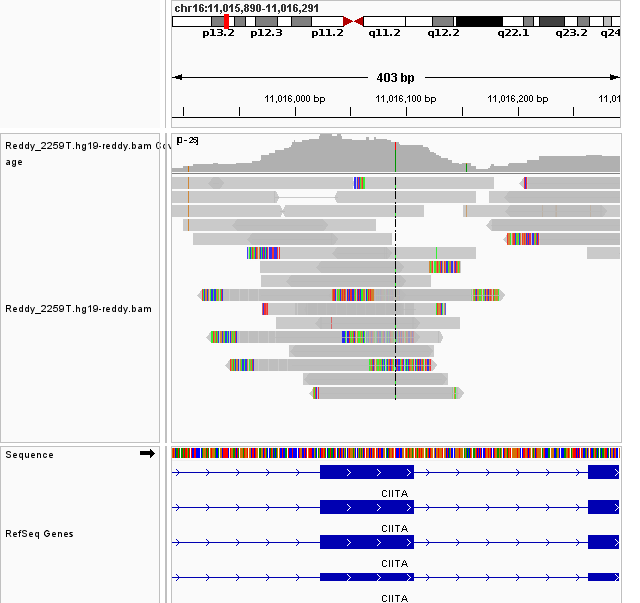 chr16:11,015,890-11,016,291
p13.2 p12.3 p11.2 q11.2 q12.2 q22.1 q23.2 q24
403 bp
11,016,000 bp 11,016,100 bp 11,016,200 bp 11,01
Reddy_2259T.hg19-reddy.bam Cov
age
[0-26]
Reddy_2259T.hg19-reddy.bam
Sequence
CIITA
CIITA
RefSeq Genes
CIITA
CIITA